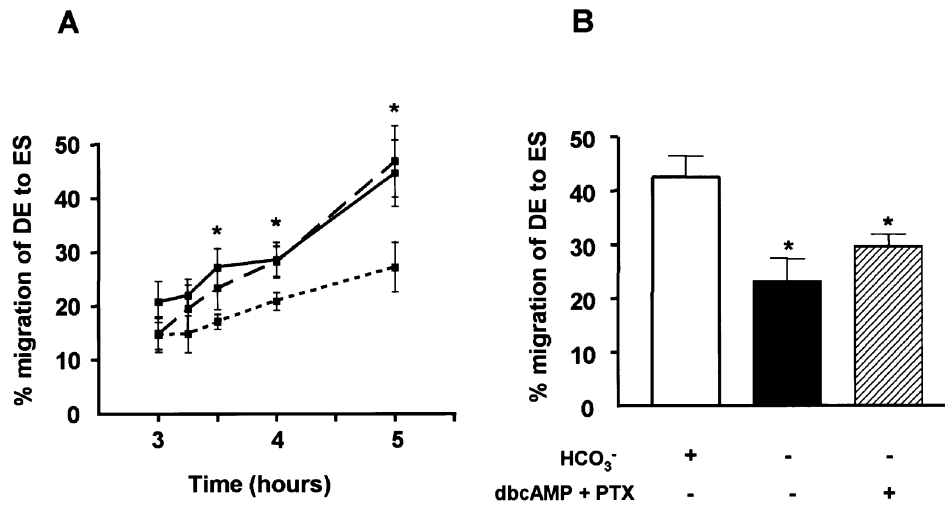 A
% migration of DE to ES
50
40
30
20
10
0
*
*
*
3
4
5
Time (hours)
B
% migration of DE to ES
50
40
30
20
10
0
*
*
HCO₃⁻ + - -
dbcAMP + PTX - - +